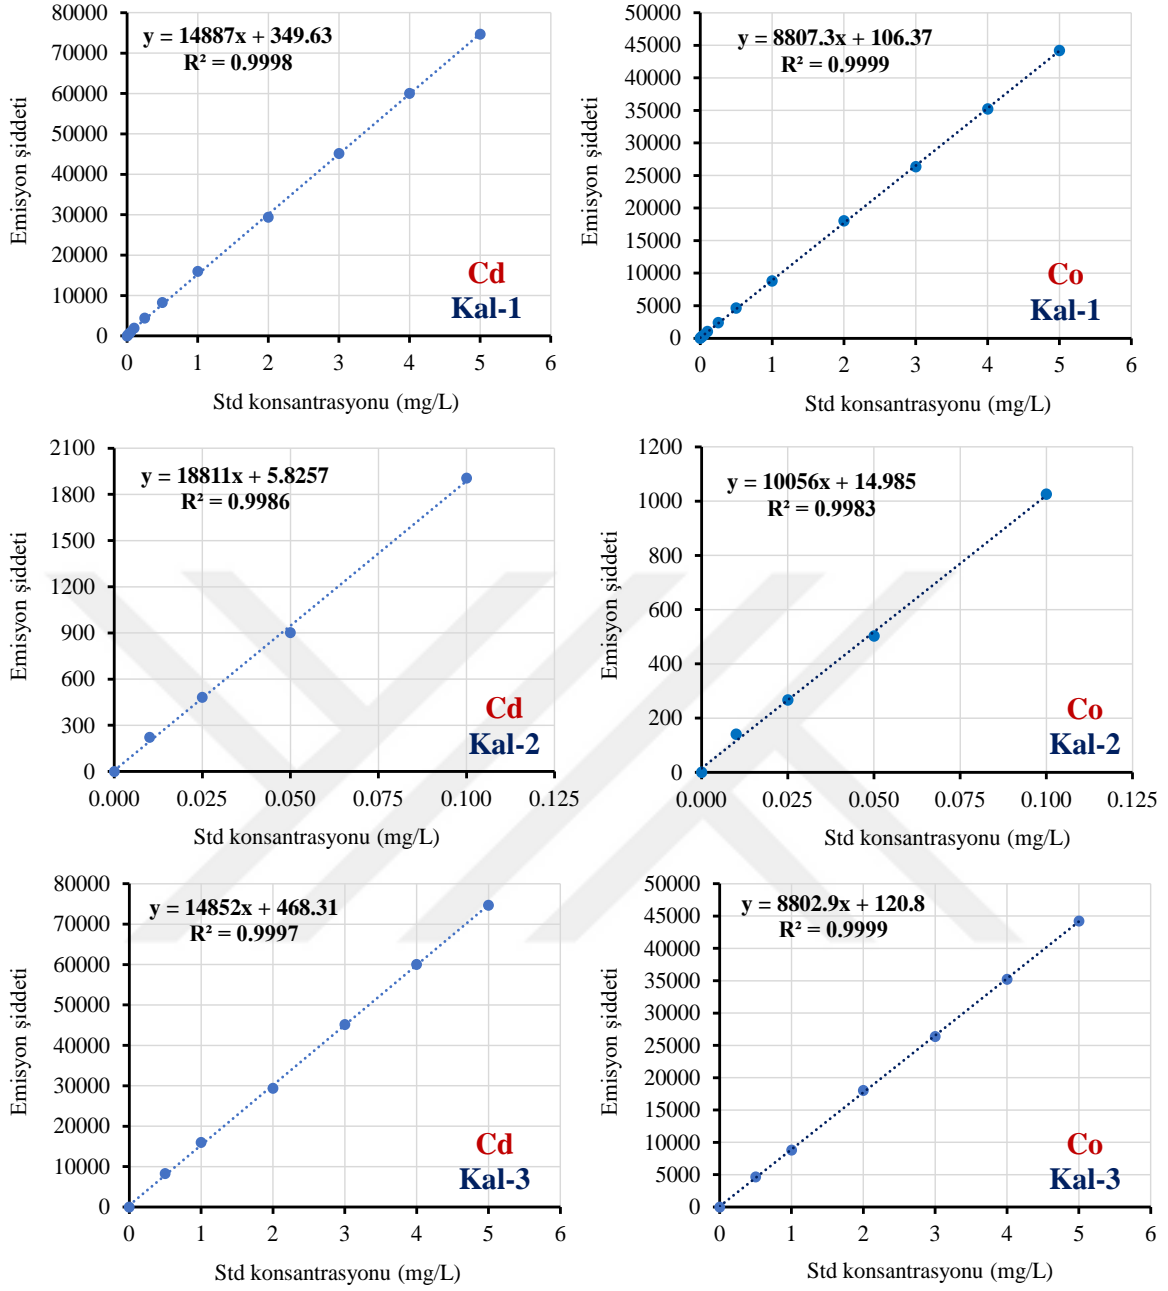 80000
70000
60000
50000
40000
30000
20000
10000
0
0 1 2 3 4 5 6
Emisyon şiddeti
Std konsantrasyonu (mg/L)
y = 14887x + 349.63
R² = 0.9998
Cd
Kal-1
50000
45000
40000
35000
30000
25000
20000
15000
10000
5000
0
0 1 2 3 4 5 6
Emisyon şiddeti
Std konsantrasyonu (mg/L)
y = 8807.3x + 106.37
R² = 0.9999
Co
Kal-1
2100
1800
1500
1200
900
600
300
0
0.000 0.025 0.050 0.075 0.100 0.125
Emisyon şiddeti
Std konsantrasyonu (mg/L)
y = 18811x + 5.8257
R² = 0.9986
Cd
Kal-2
1200
1000
800
600
400
200
0
0.000 0.025 0.050 0.075 0.100 0.125
Emisyon şiddeti
Std konsantrasyonu (mg/L)
y = 10056x + 14.985
R² = 0.9983
Co
Kal-2
80000
70000
60000
50000
40000
30000
20000
10000
0
0 1 2 3 4 5 6
Emisyon şiddeti
Std konsantrasyonu (mg/L)
y = 14852x + 468.31
R² = 0.9997
Cd
Kal-3
50000
45000
40000
35000
30000
25000
20000
15000
10000
5000
0
0 1 2 3 4 5 6
Emisyon şiddeti
Std konsantrasyonu (mg/L)
y = 8802.9x + 120.8
R² = 0.9999
Co
Kal-3